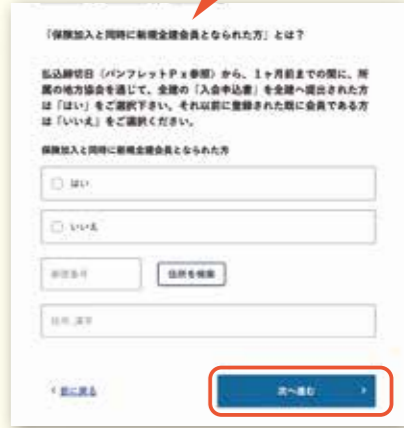 「保険加入と同時に新規全建会員となられた方」とは?
払込締切日(パンフレットPx参照)から、1ヶ月前までの間に、所
属の地方協会を通じて、全建の「入会申込書」を全建へ提出された方
は「はい」をご選択下さい。それ以前に登録された既に会員である方
は「いいえ」をご選択ください。
保険加入と同時に新規全建会員となられた方
はい
いいえ
郵便番号
住所を検索
住所_漢字
前に戻る
次へ進む